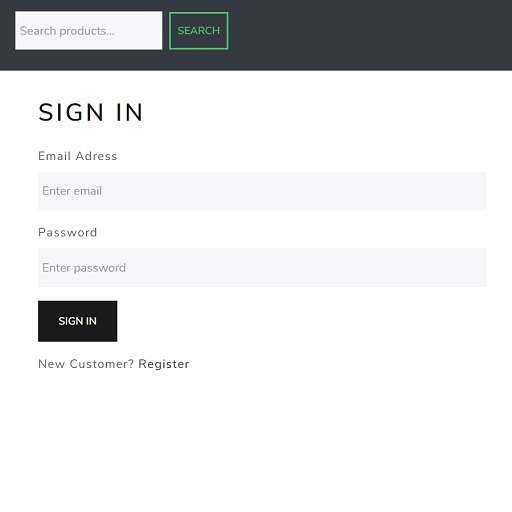 Search products...
SEARCH
SIGN IN
Email Adress
Enter email
Password
Enter password
SIGN IN
New Customer? Register